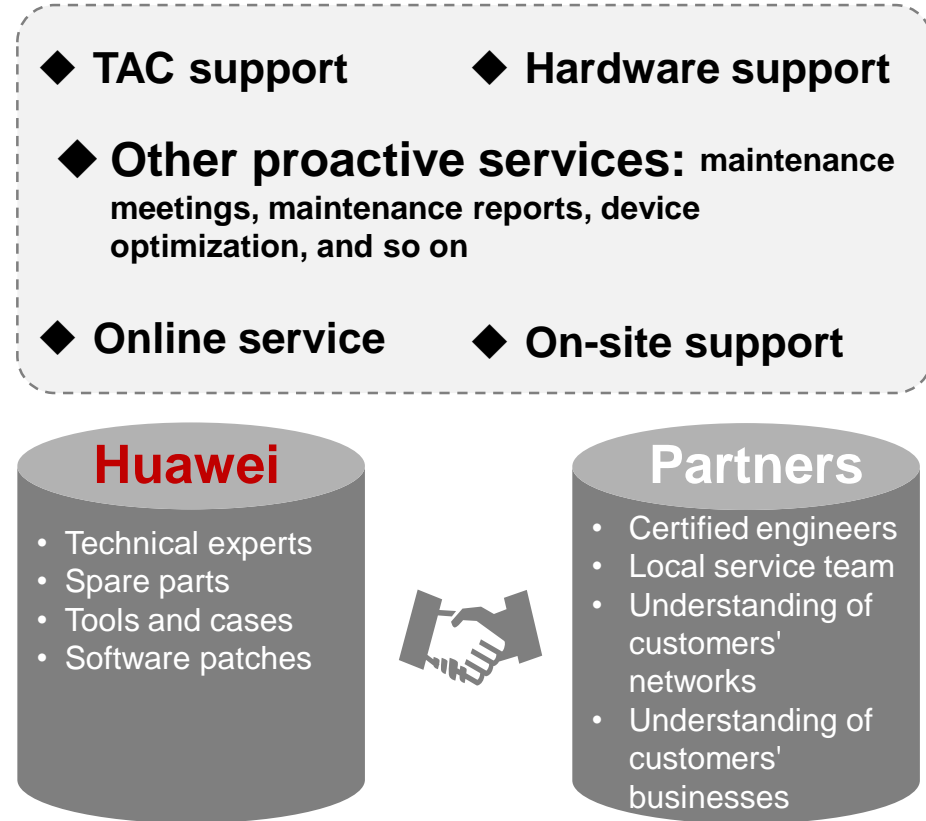 ◆ TAC support
◆ Hardware support
◆ Other proactive services: maintenance
meetings, maintenance reports, device
optimization, and so on
◆ Online service
◆ On-site support
Huawei
• Technical experts
• Spare parts
• Tools and cases
• Software patches
Partners
• Certified engineers
• Local service team
• Understanding of
customers'
networks
• Understanding of
customers'
businesses